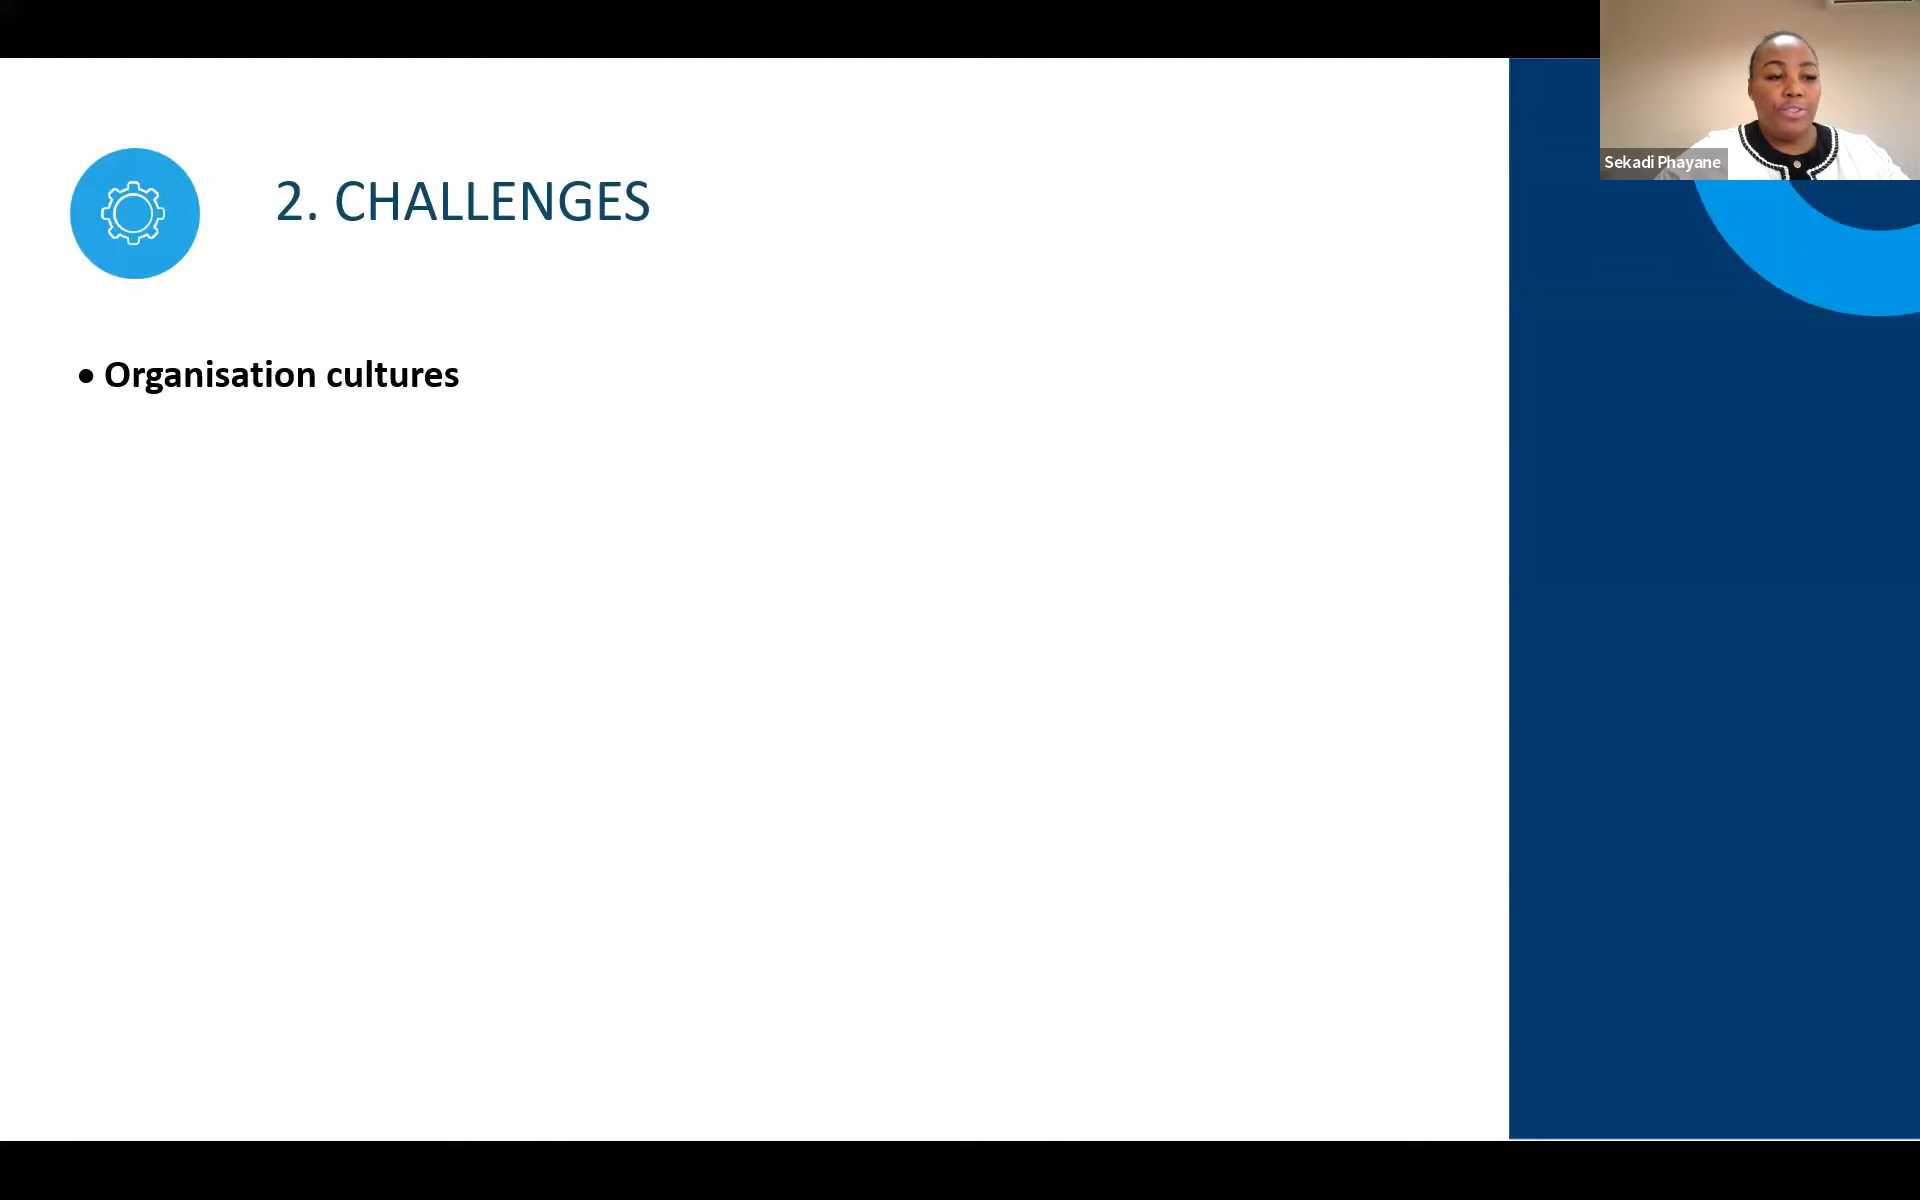 2. CHALLENGES
• Organisation cultures
Sekadi Phayane